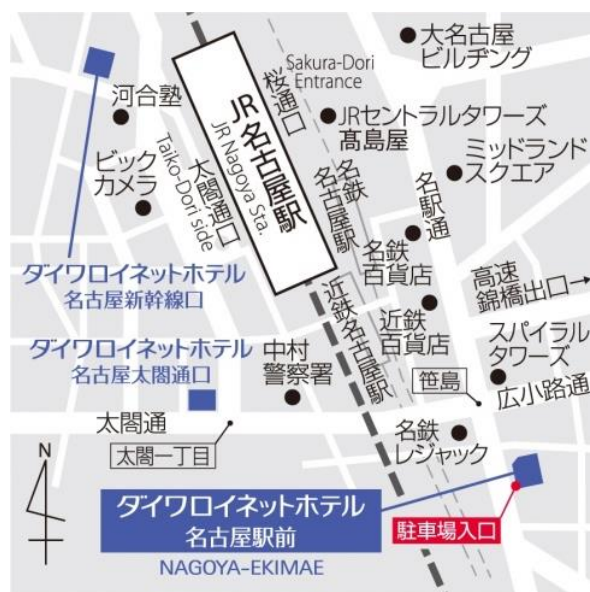 大名古屋
ビルヂング
Sakura-Dori
Entrance
桜通口
河合塾
JR名古屋駅
JR Nagoya Sta.
JRセントラルタワーズ
髙島屋
ビック
カメラ
太閤通口
Taiko-Dori side
ミッドランド
スクエア
名鉄
名古屋駅
名駅通
名鉄
百貨店
ダイワロイネットホテル
名古屋新幹線口
高速
錦橋出口
近鉄名古屋駅
近鉄
百貨店
スパイラル
タワーズ
ダイワロイネットホテル
名古屋太閤通口
中村
警察署
笹島
広小路通
太閤通
太閤一丁目
名鉄
レジャック
N
ダイワロイネットホテル
名古屋駅前
NAGOYA-EKIMAE
駐車場入口